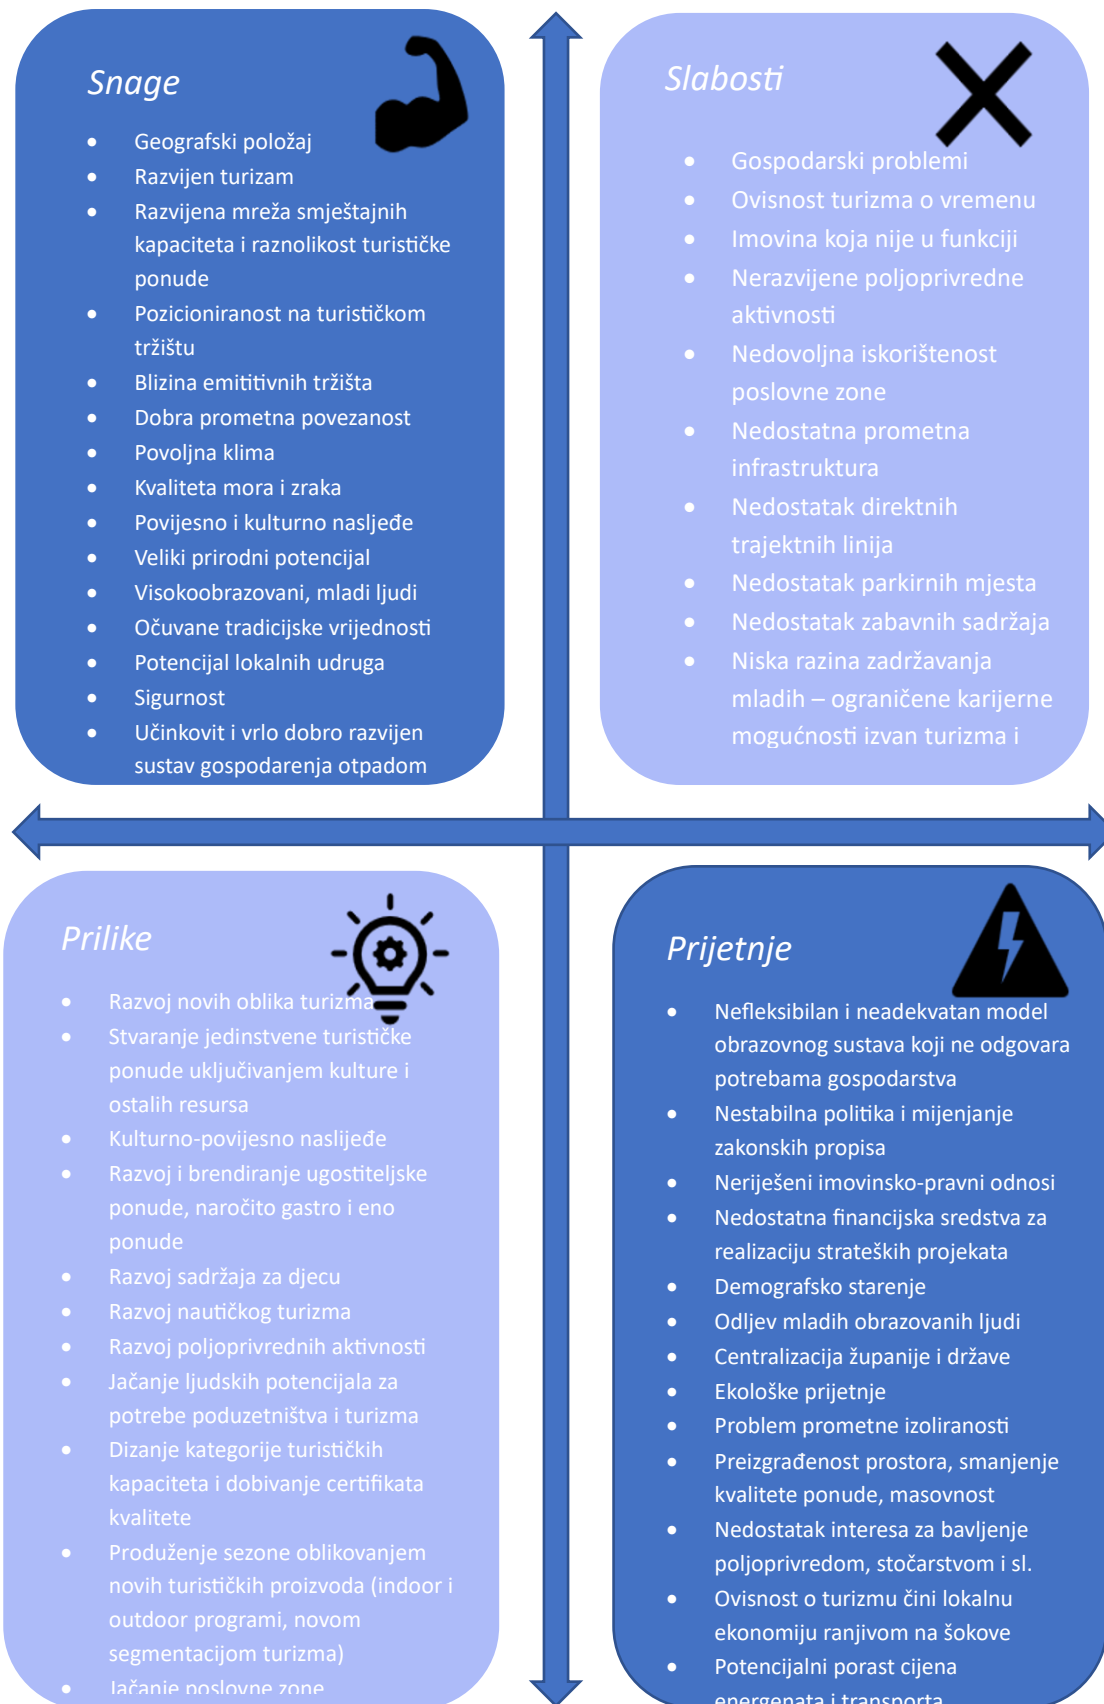 Snage
• Geografski položaj
• Razvijen turizam
• Razvijena mreža smještajnih
kapaciteta i raznolikost turističke
ponude
• Pozicioniranost na turističkom
tržištu
• Blizina emititivnih tržišta
• Dobra prometna povezanost
• Povoljna klima
• Kvaliteta mora i zraka
• Povijesno i kulturno nasljeđe
• Veliki prirodni potencijal
• Visokoobrazovani, mladi ljudi
• Očuvane tradicijske vrijednosti
• Potencijal lokalnih udruga
• Sigurnost
• Učinkovit i vrlo dobro razvijen
sustav gospodarenja otpadom
Slabosti
• Gospodarski problemi
• Ovisnost turizma o vremenu
• Imovina koja nije u funkciji
• Nerazvijene poljoprivredne
aktivnosti
• Nedovoljna iskorištenost
poslovne zone
• Nedostatna prometna
infrastruktura
• Nedostatak direktnih
trajektnih linija
• Nedostatak parkirnih mjesta
• Nedostatak zabavnih sadržaja
• Niska razina zadržavanja
mladih – ograničene karijerne
mogućnosti izvan turizma i
Prilike
• Razvoj novih oblika turizma
• Stvaranje jedinstvene turističke
ponude uključivanjem kulture i
ostalih resursa
• Kulturno-povijesno naslijeđe
• Razvoj i brendiranje ugostiteljske
ponude, naročito gastro i eno
ponude
• Razvoj sadržaja za djecu
• Razvoj nautičkog turizma
• Razvoj poljoprivrednih aktivnosti
• Jačanje ljudskih potencijala za
potrebe poduzetništva i turizma
• Dizanje kategorije turističkih
kapaciteta i dobivanje certifikata
kvalitete
• Produženje sezone oblikovanjem
novih turističkih proizvoda (indoor i
outdoor programi, novom
segmentacijom turizma)
• Jačanje poslovne zone
Prijetnje
• Nefleksibilan i neadekvatan model
obrazovnog sustava koji ne odgovara
potrebama gospodarstva
• Nestabilna politika i mijenjanje
zakonskih propisa
• Neriješeni imovinsko-pravni odnosi
• Nedostatna financijska sredstva za
realizaciju strateških projekata
• Demografsko starenje
• Odljev mladih obrazovanih ljudi
• Centralizacija županije i države
• Ekološke prijetnje
• Problem prometne izoliranosti
• Preizgrađenost prostora, smanjenje
kvalitete ponude, masovnost
• Nedostatak interesa za bavljenje
poljoprivredom, stočarstvom i sl.
• Ovisnost o turizmu čini lokalnu
ekonomiju ranjivom na šokove
• Potencijalni porast cijena
energenata i transporta